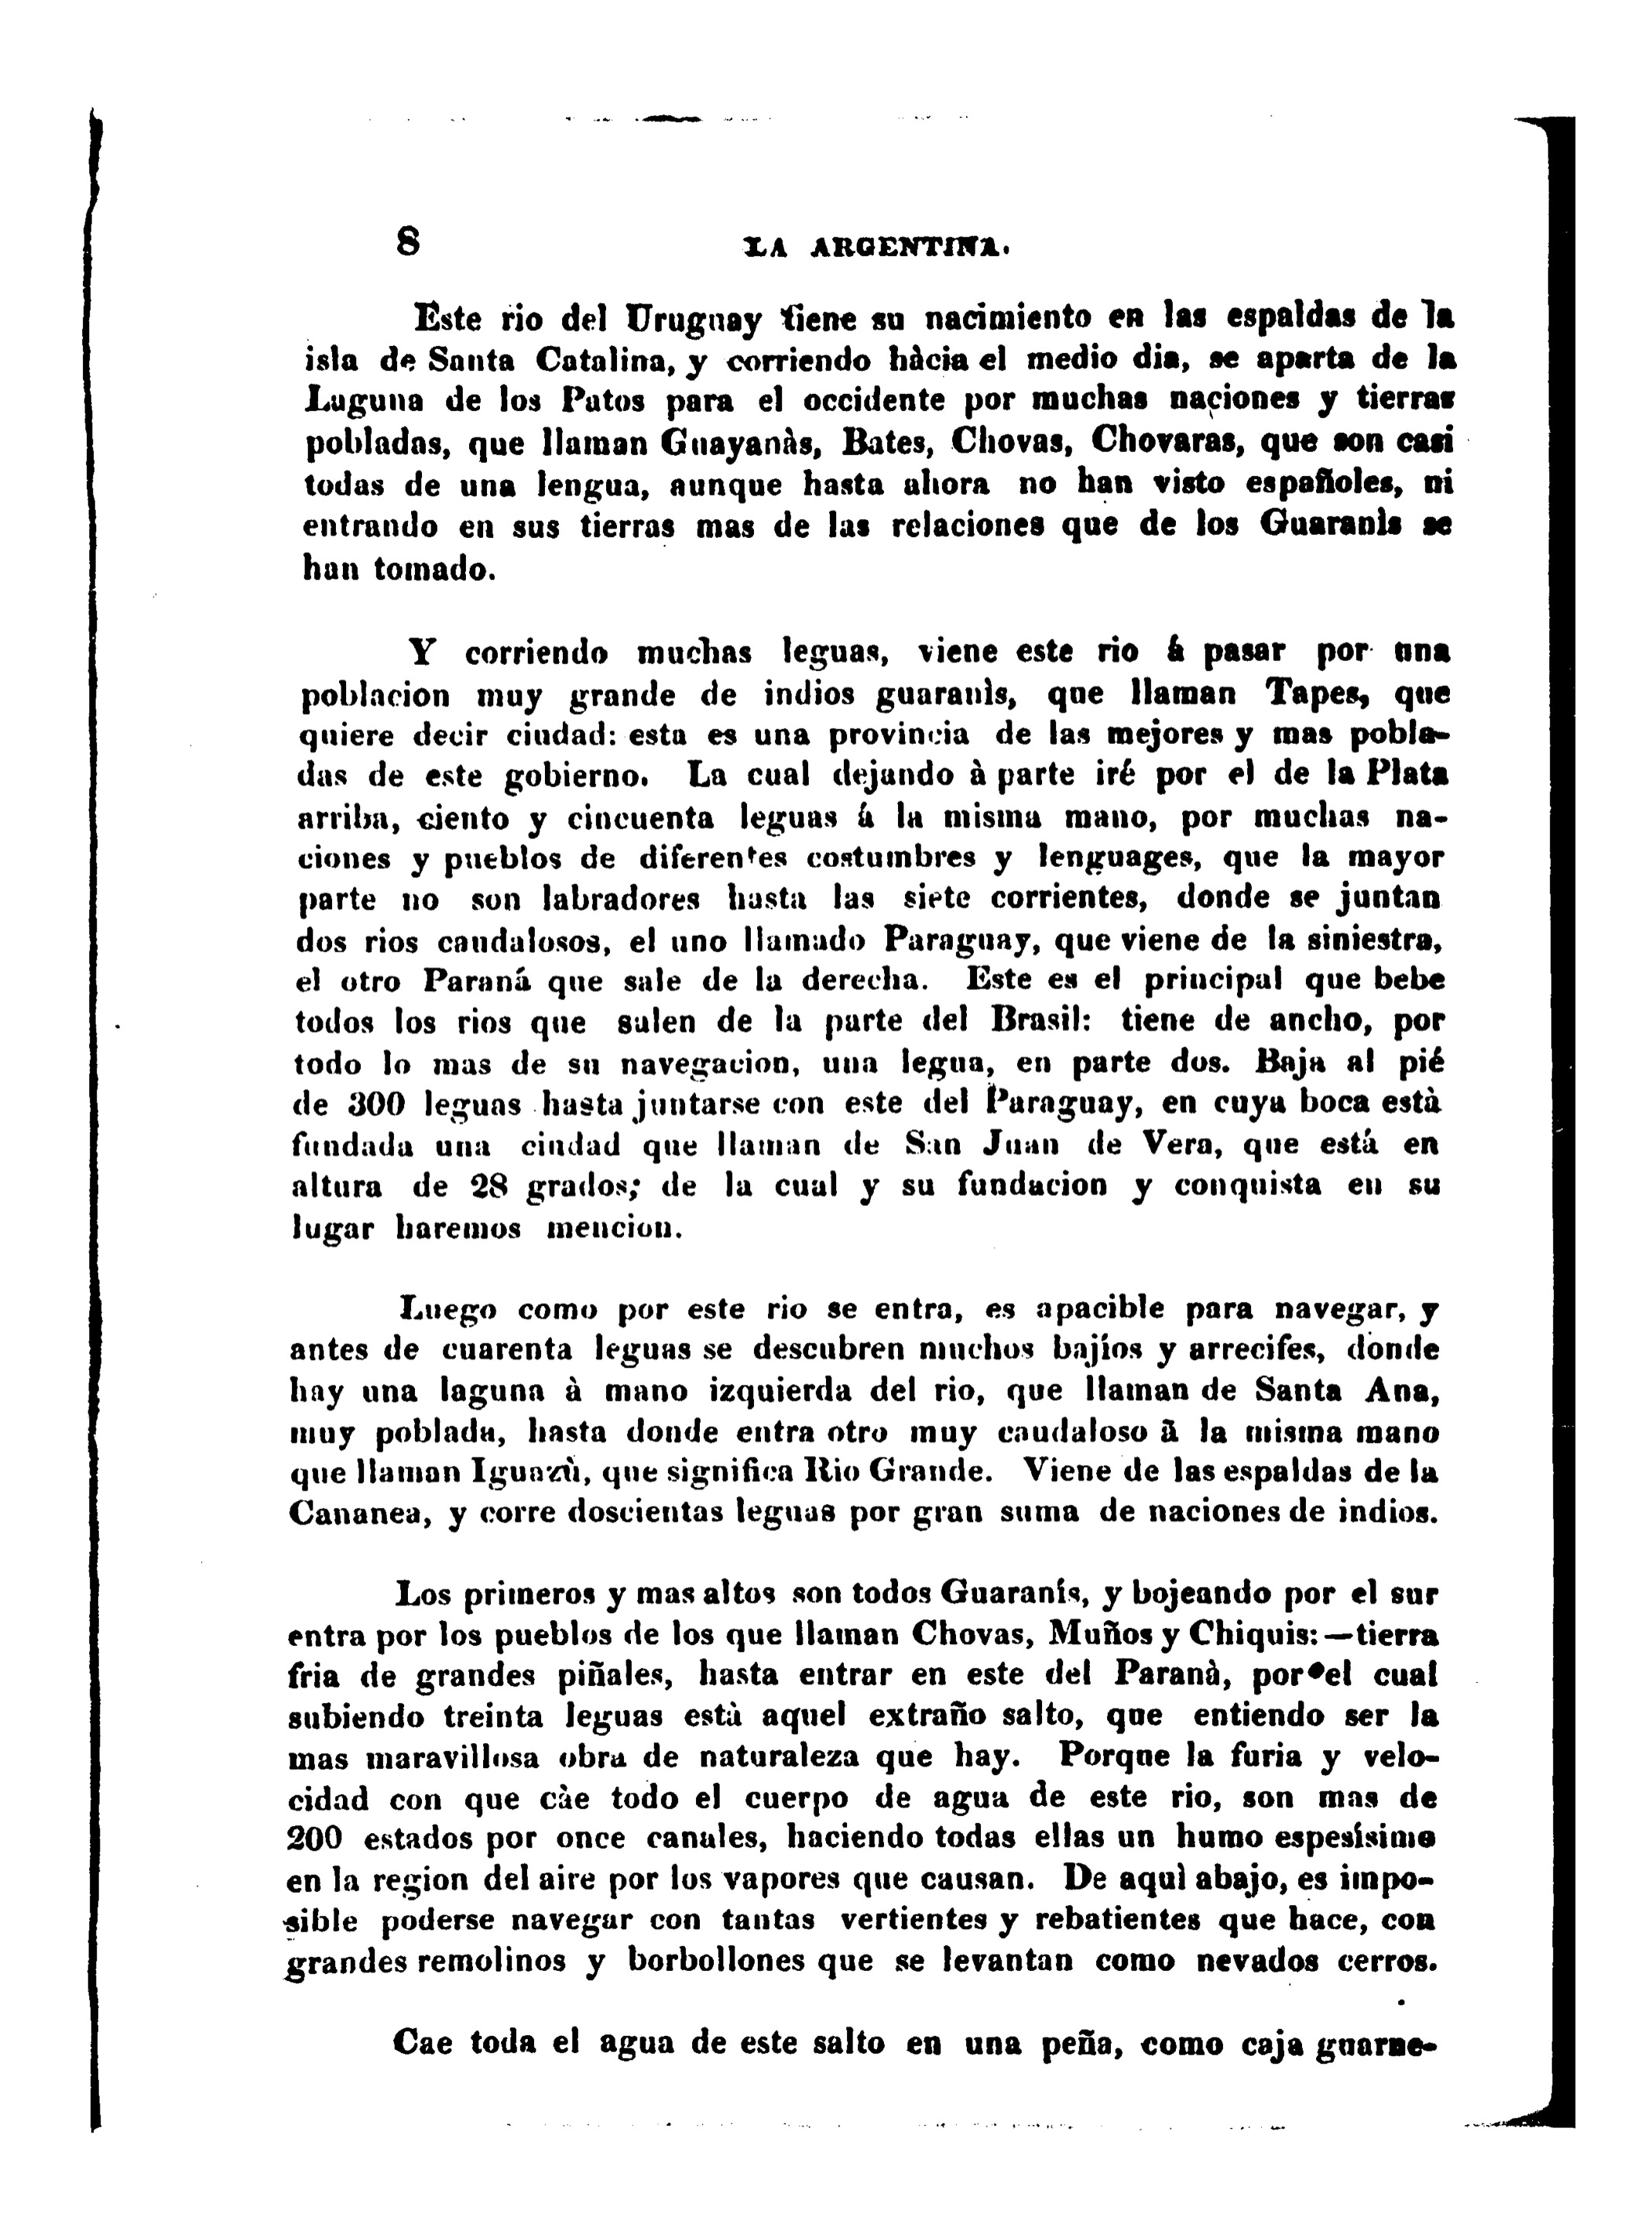 8 LA ARGENTINA.
Este rio del Uruguay tiene su nacimiento en las espaldas de la
isla de Santa Catalina, y corriendo hàcia el medio dia, se aparta de la
Laguna de los Patos para el occidente por muchas naciones y tierras
pobladas, que llaman Guayanàs, Bates, Chovas, Chovaras, que son casi
todas de una lengua, aunque hasta ahora no han visto españoles, ni
entrando en sus tierras mas de las relaciones que de los Guaranìs se
han tomado.
Y corriendo muchas leguas, viene este rio á pasar por una
poblacion muy grande de indios guaranìs, que llaman Tapes, que
quiere decir ciudad: esta es una provincia de las mejores y mas pobla-
das de este gobierno. La cual dejando à parte iré por el de la Plata
arriba, ciento y cincuenta leguas á la misma mano, por muchas na-
ciones y pueblos de diferentes costumbres y lenguages, que la mayor
parte no son labradores hasta las siete corrientes, donde se juntan
dos rios caudalosos, el uno llamado Paraguay, que viene de la siniestra,
el otro Paraná que sale de la derecha. Este es el principal que bebe
todos los rios que salen de la parte del Brasil: tiene de ancho, por
todo lo mas de su navegacion, una legua, en parte dos. Baja al pié
de 300 leguas hasta juntarse con este del Paraguay, en cuya boca està
fundada una ciudad que llaman de San Juan de Vera, que está en
altura de 28 grados; de la cual y su fundacion y conquista en su
lugar haremos mencion.
Luego como por este rio se entra, es apacible para navegar, y
antes de cuarenta leguas se descubren muchos bajíos y arrecifes, donde
hay una laguna à mano izquierda del rio, que llaman de Santa Ana,
muy poblada, hasta donde entra otro muy caudaloso à la misma mano
que llaman Iguazù, que significa Rio Grande. Viene de las espaldas de la
Cananea, y corre doscientas leguas por gran suma de naciones de indios.
Los primeros y mas altos son todos Guaranís, y bojeando por el sur
entra por los pueblos de los que llaman Chovas, Muños y Chiquis:—tierra
fria de grandes piñales, hasta entrar en este del Paranà, por el cual
subiendo treinta leguas està aquel extraño salto, que entiendo ser la
mas maravillosa obra de naturaleza que hay. Porque la furia y velo-
cidad con que càe todo el cuerpo de agua de este rio, son mas de
200 estados por once canales, haciendo todas ellas un humo espesísimo
en la region del aire por los vapores que causan. De aquì abajo, es impo-
sible poderse navegar con tantas vertientes y rebatientes que hace, con
grandes remolinos y borbollones que se levantan como nevados cerros.
Cae toda el agua de este salto en una peña, como caja guarne-